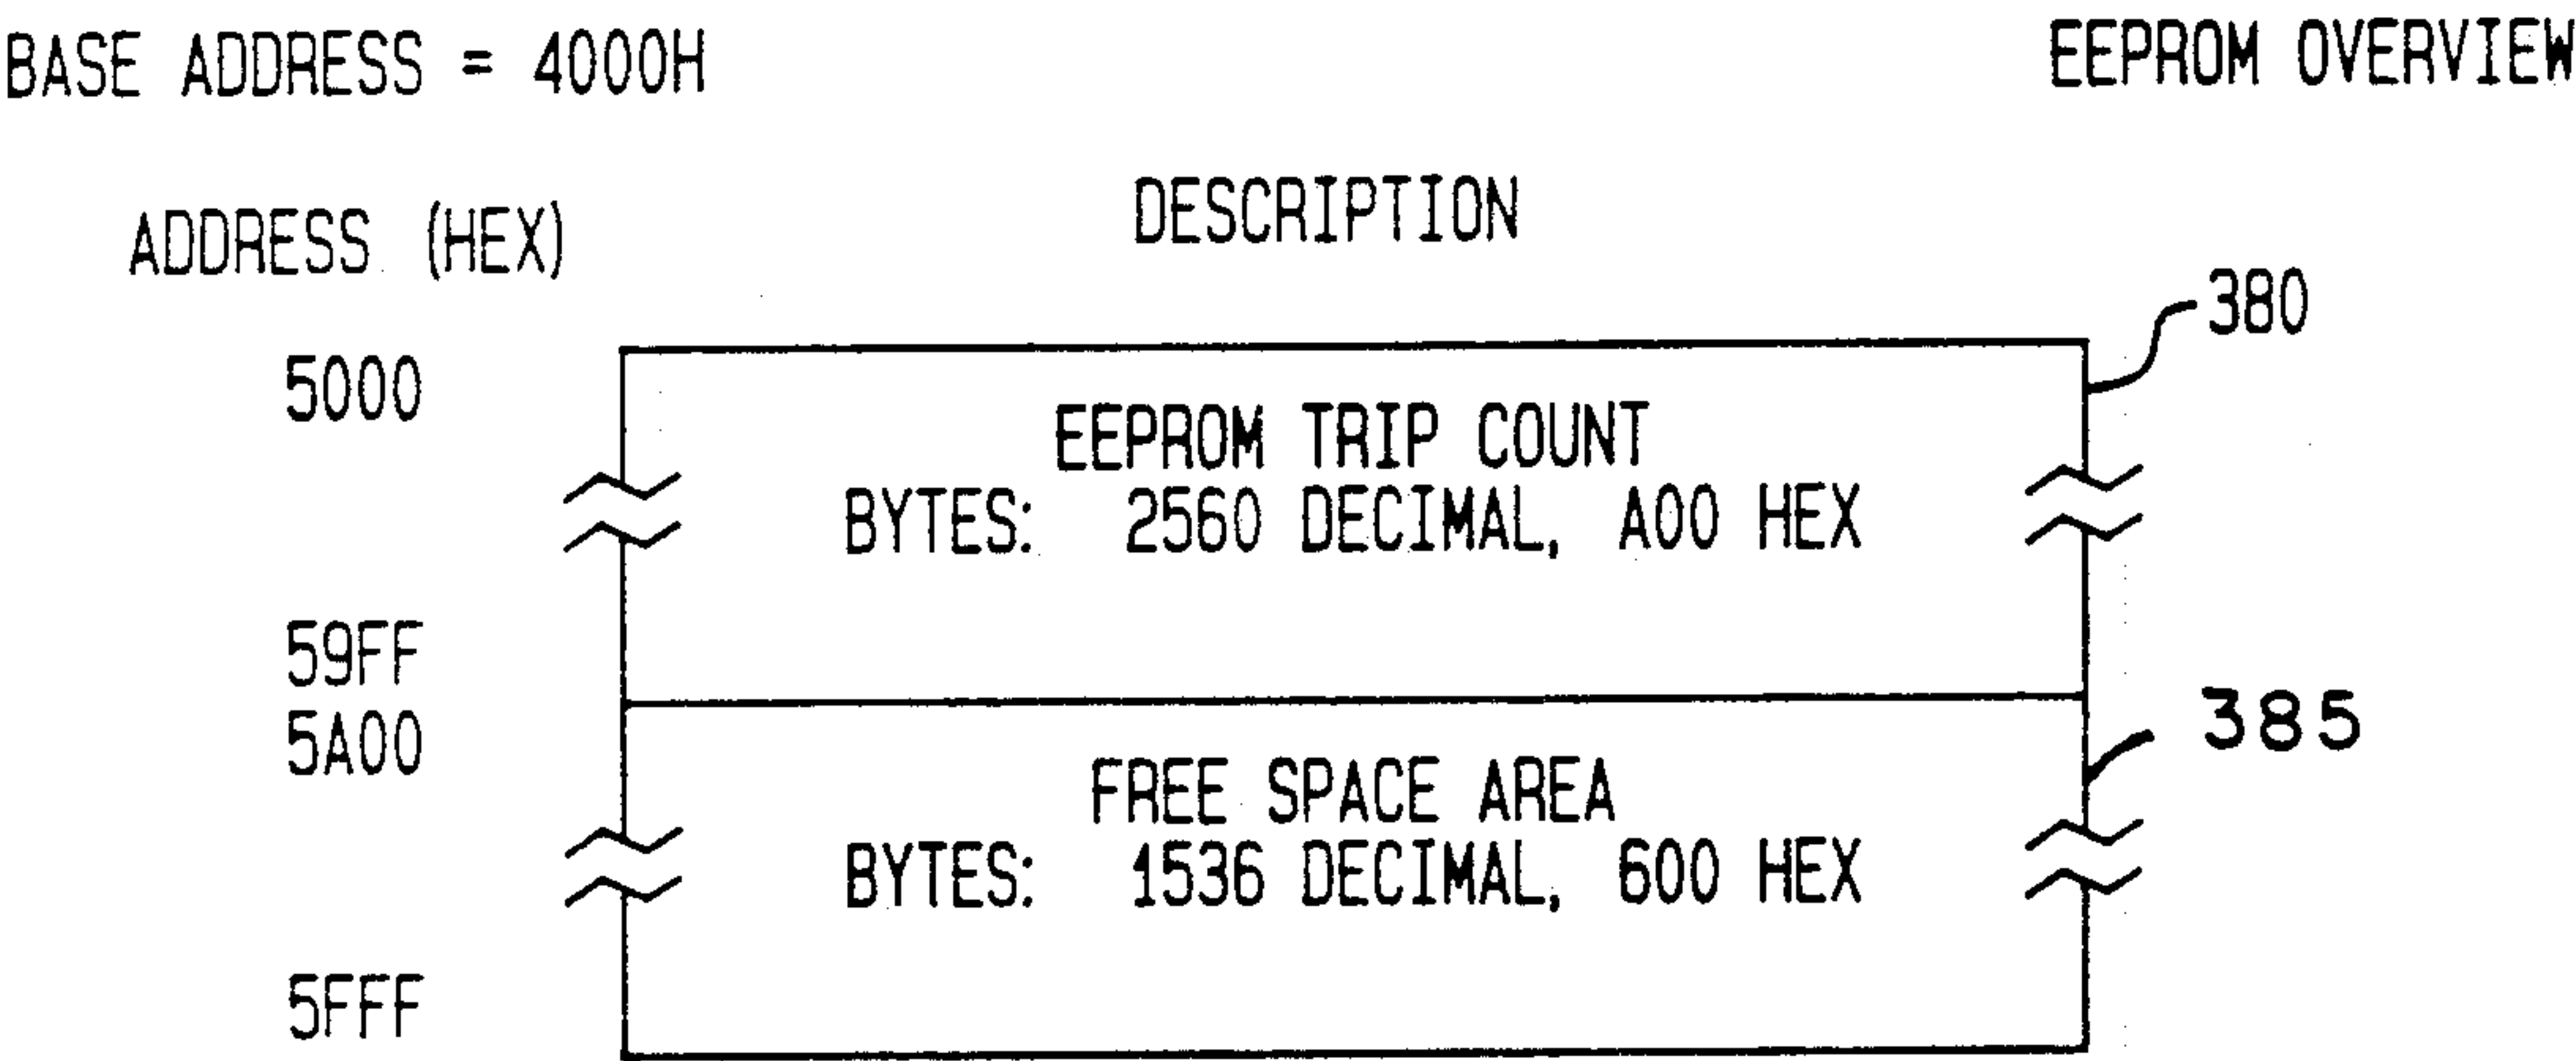 BASE ADDRESS = 4000H
EEPROM OVERVIEW
ADDRESS (HEX)
DESCRIPTION
380
5000
EEPROM TRIP COUNT
BYTES: 2560 DECIMAL, A00 HEX
59FF
5A00
385
FREE SPACE AREA
BYTES: 1536 DECIMAL, 600 HEX
5FFF